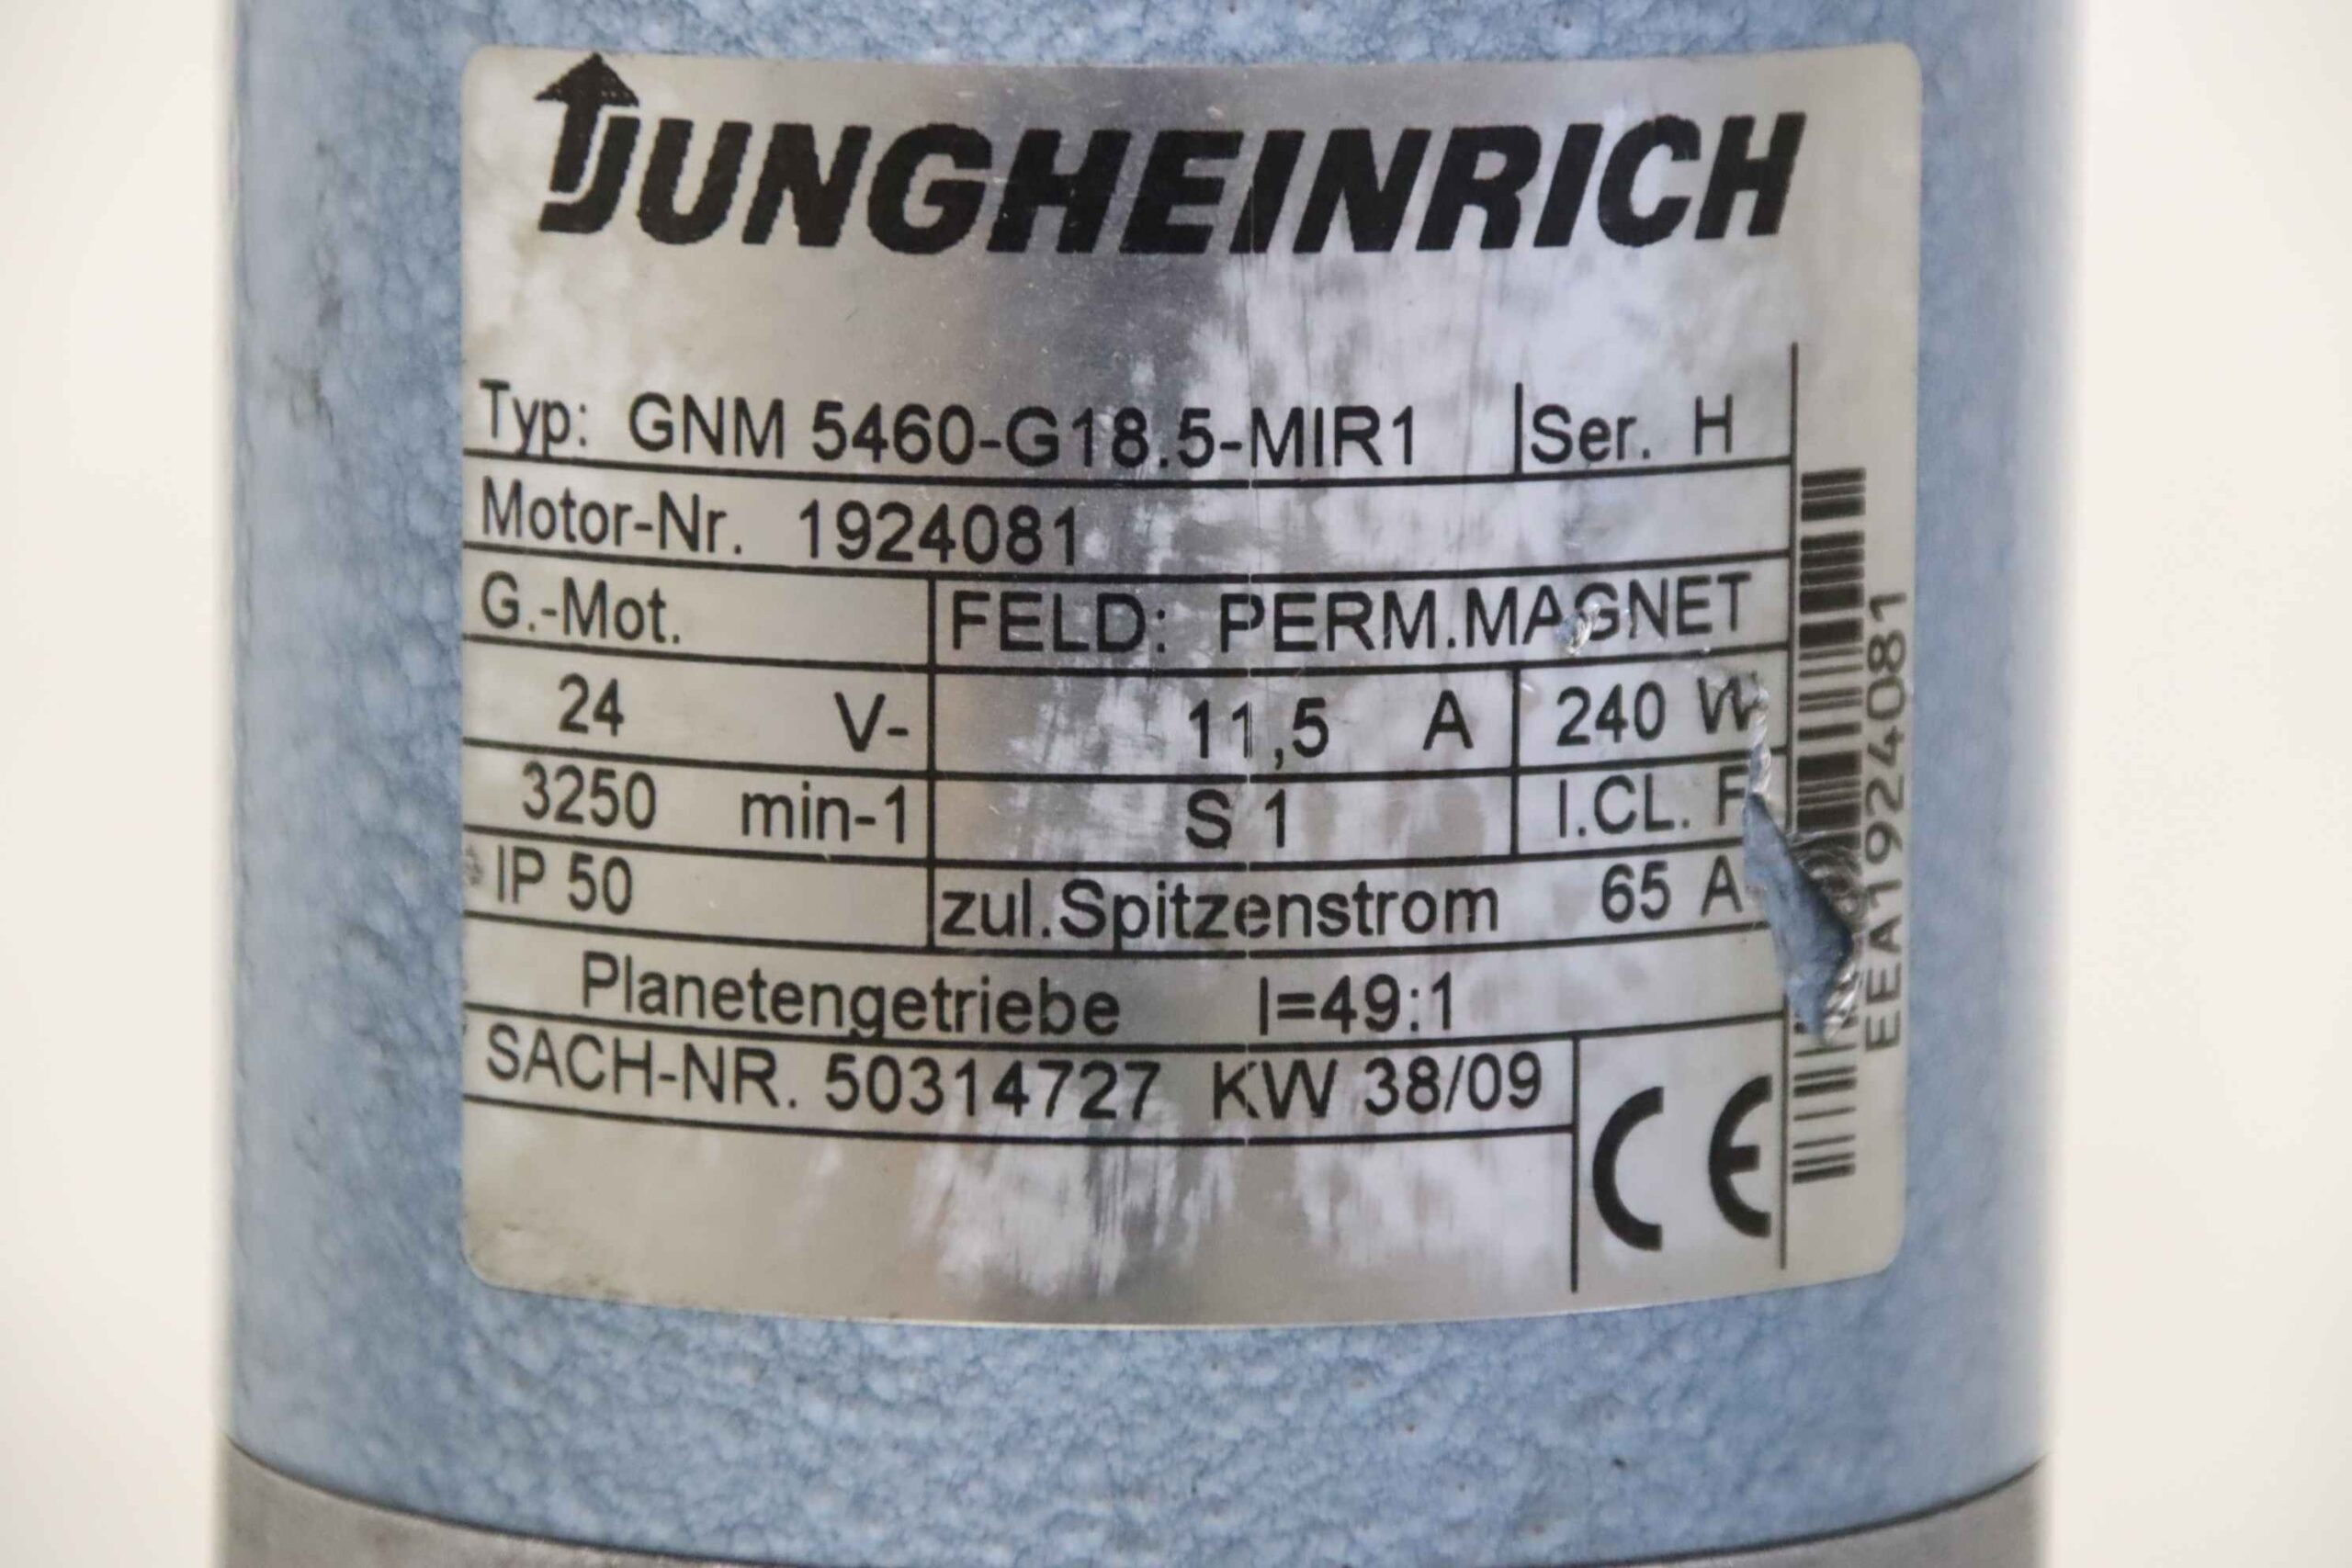 JUNGHEINRICH
Typ: GNM 5460-G18.5-MIR1 Ser. H
Motor-Nr. 1924081
G.-Mot. FELD: PERM.MAGNET
24 V- 11,5 A 240 W
3250 min-1 S 1 I.CL. F
IP 50 zul.Spitzenstrom 65 A
Planetengetriebe I=49:1
SACH-NR. 50314727 KW 38/09
CE
EEA1924081